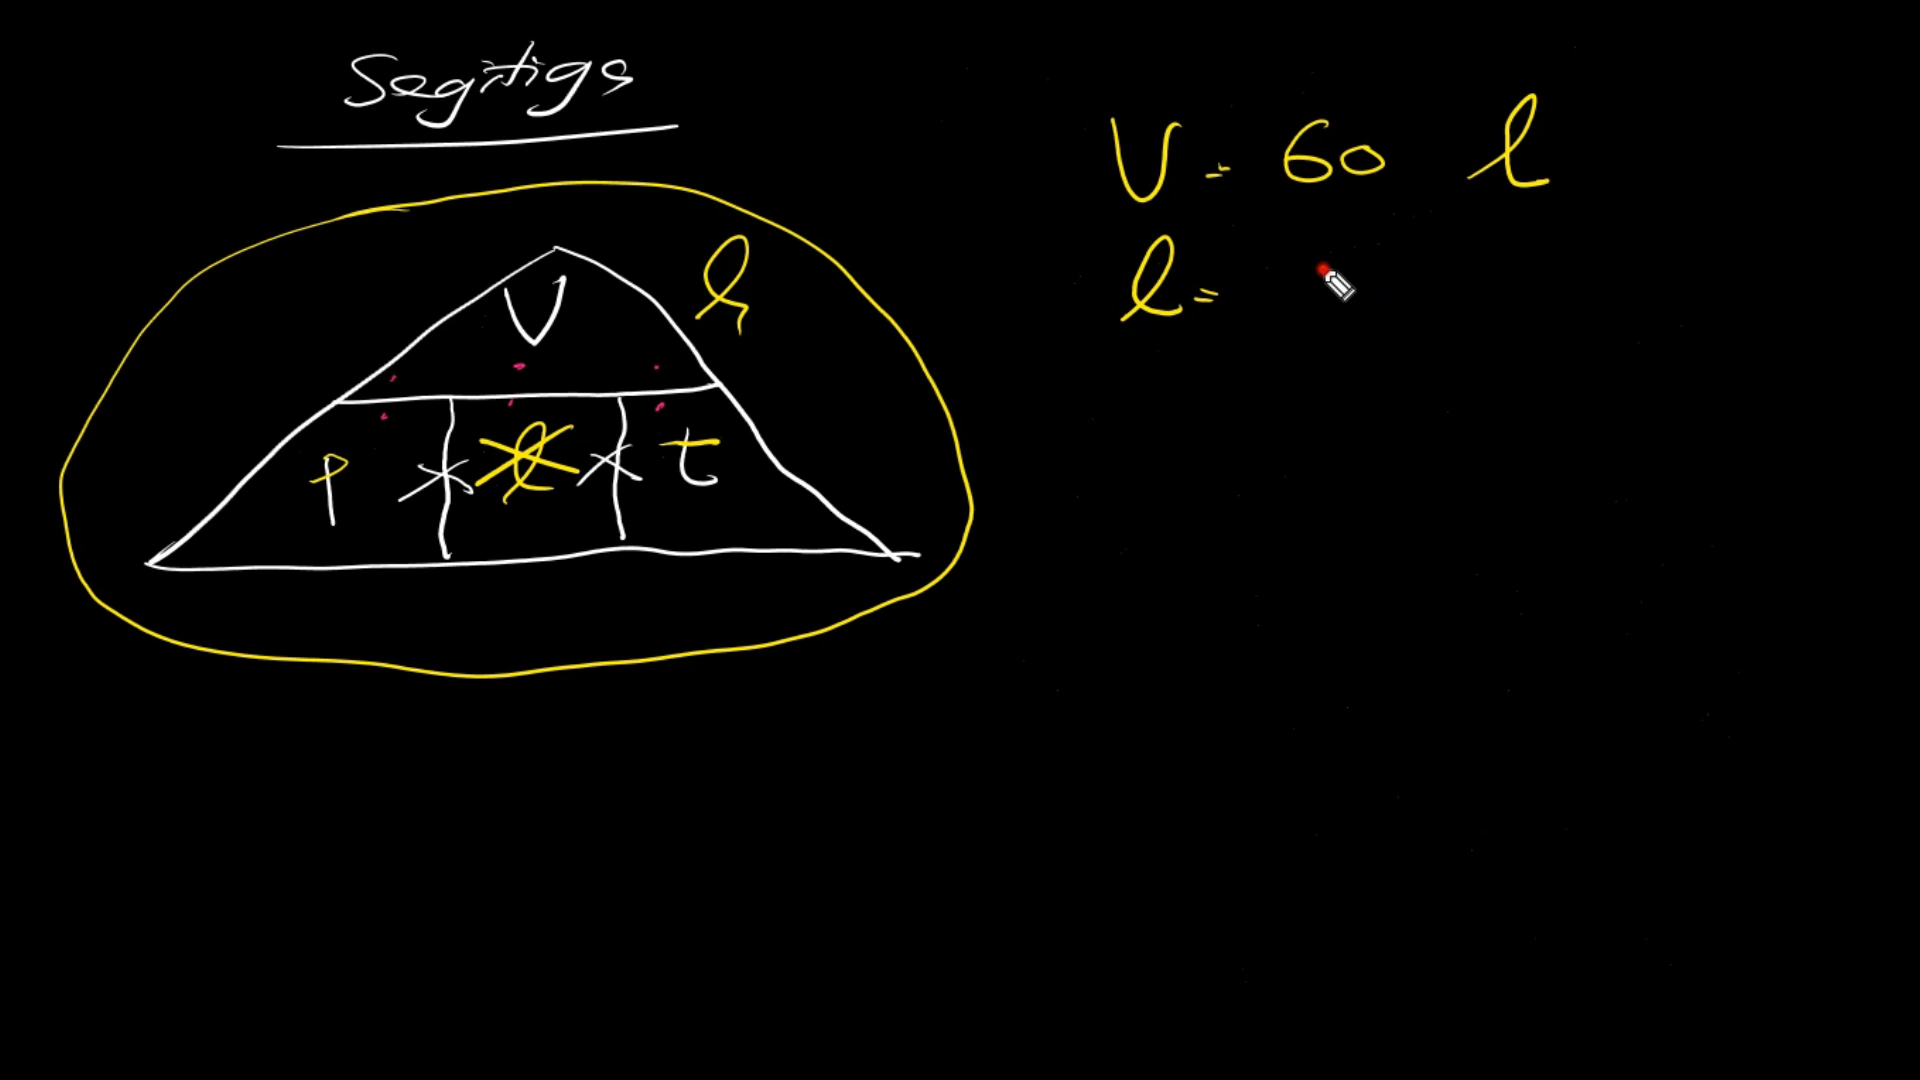 Segitiga
V = 60 l
l =
V
p × l × t